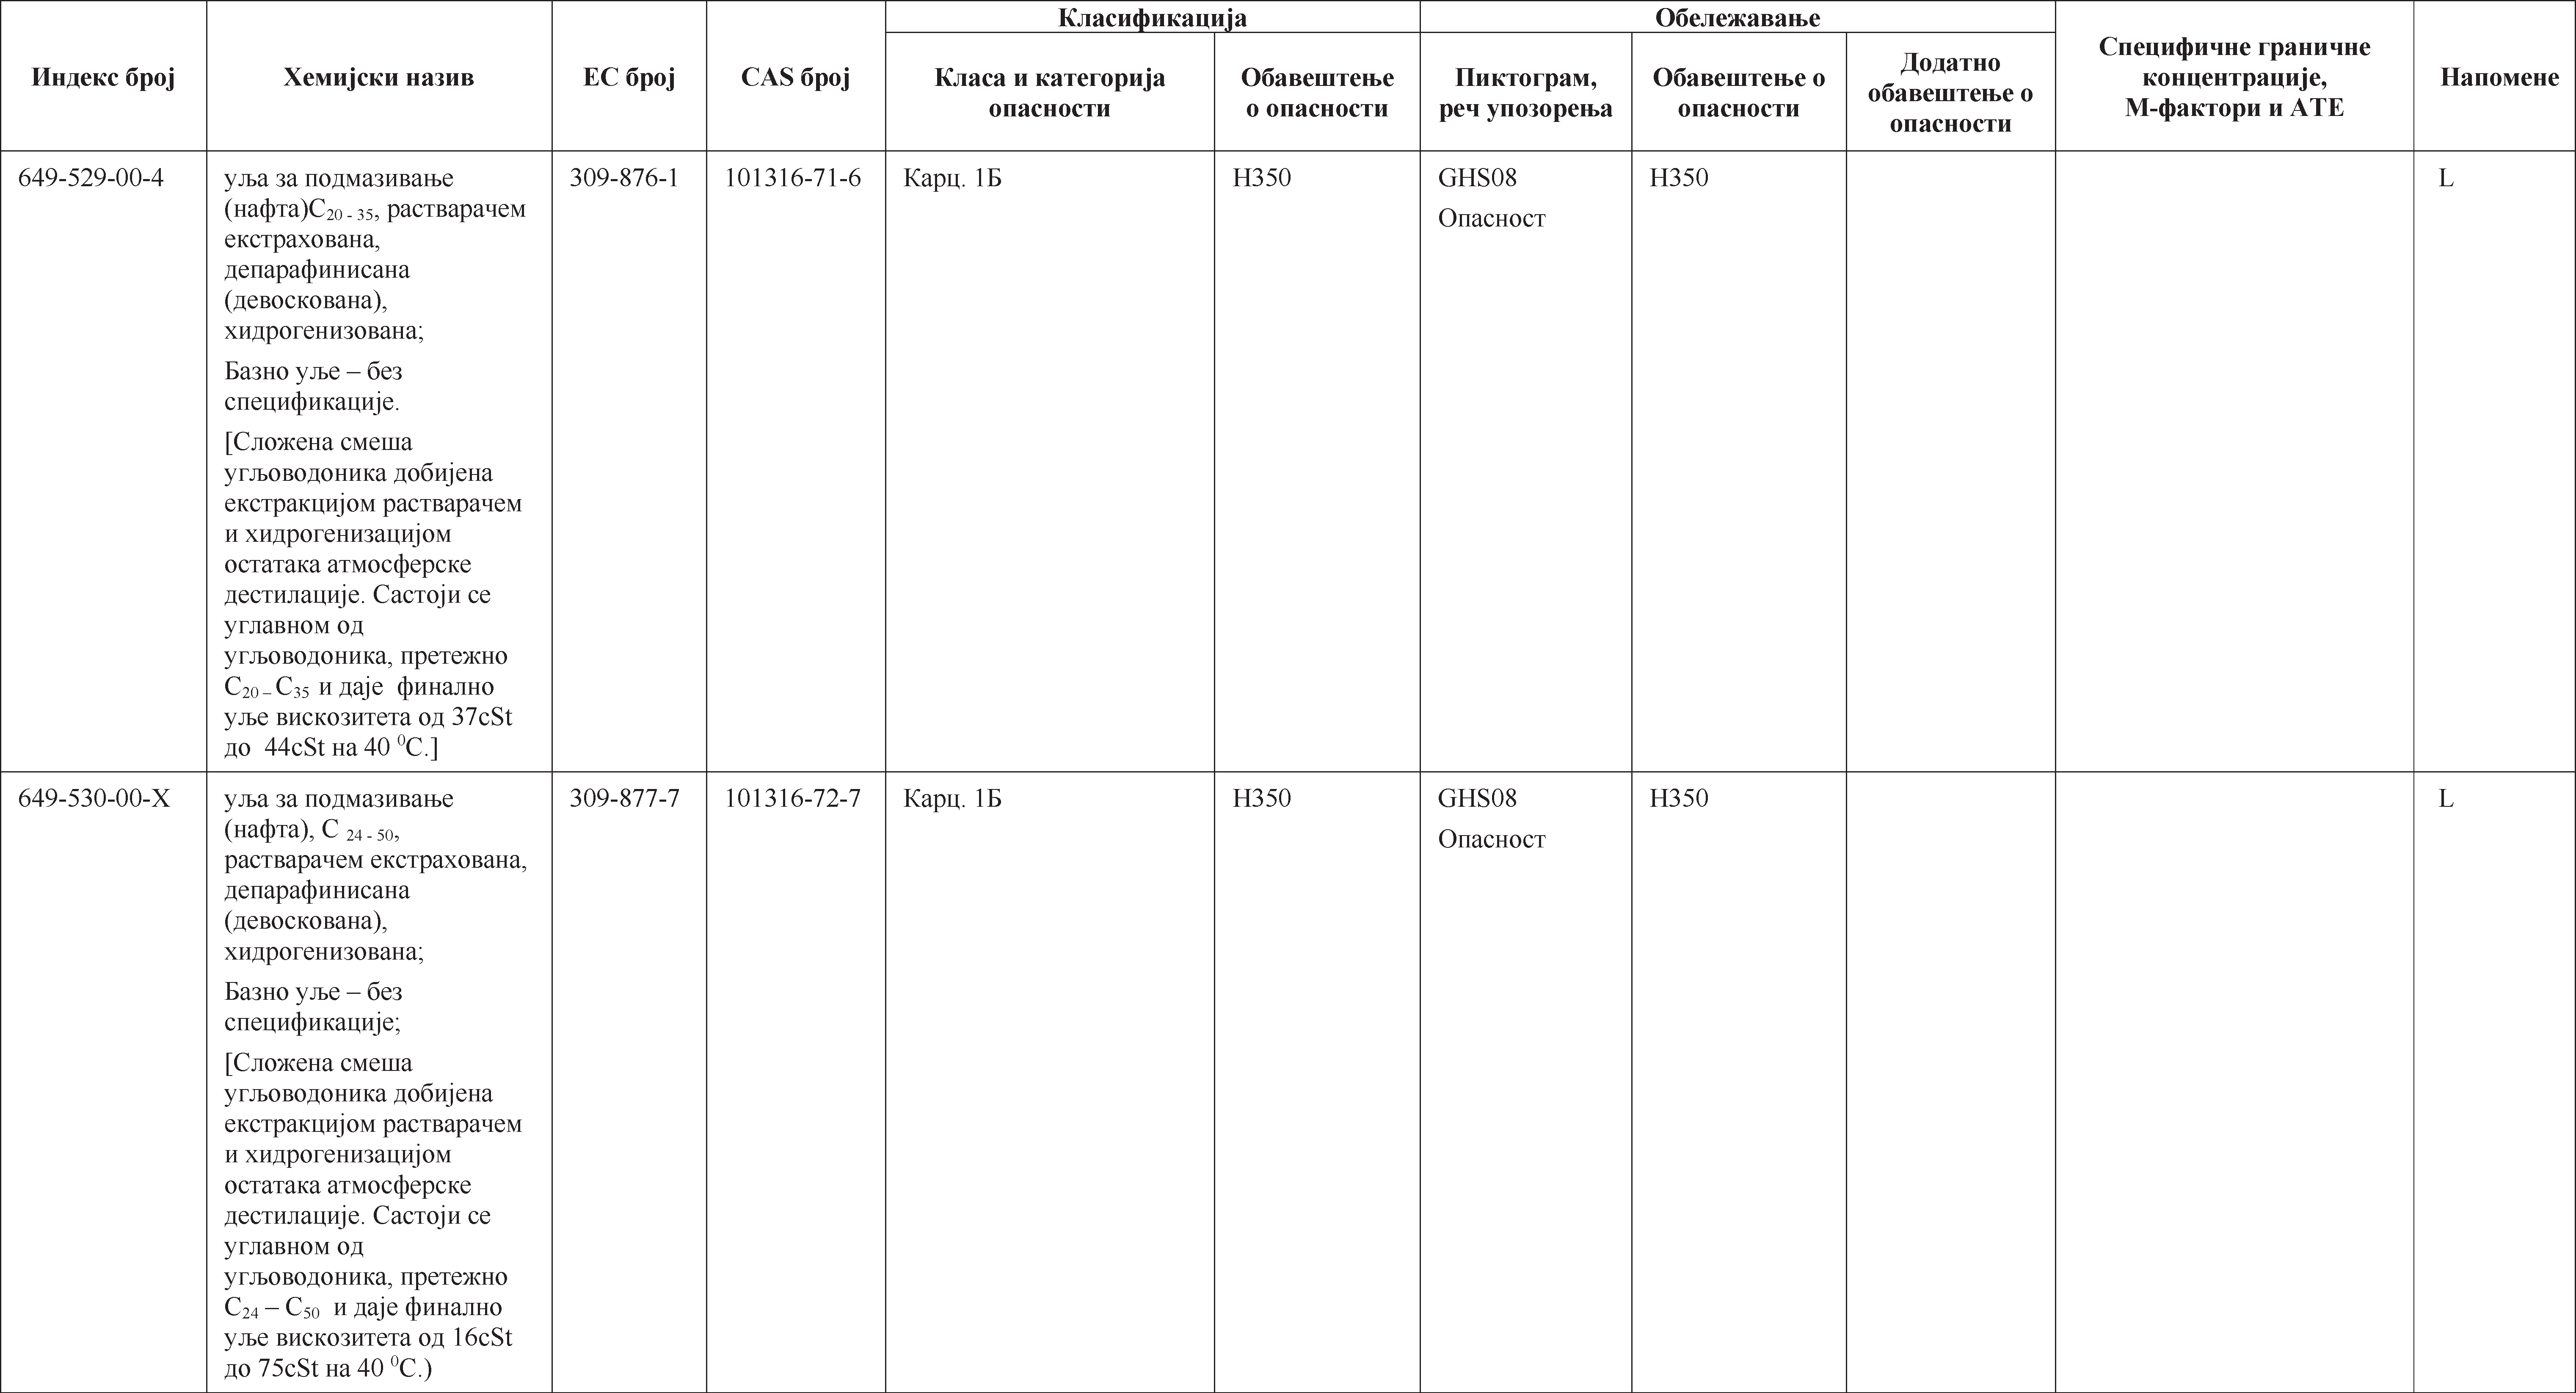 Класификација
Обележавање
Индекс број
Хемијски назив
ЕС број
CAS број
Класа и категорија
опасности
Обавештење
о опасности
Пиктограм,
реч упозорења
Обавештење о
опасности
Додатно
обавештење о
опасности
Специфичне граничне
концентрације,
М-фактори и АТЕ
Напомене
649-529-00-4
уља за подмазивање
(нафта)C20 - 35, растварачем
екстрахована,
депарафинисана
(девоскована),
хидрогенизована;
Базно уље – без
спецификације.
[Сложена смеша
угљоводоника добијена
екстракцијом растварачем
и хидрогенизацијом
остатака атмосферске
дестилације. Састоји се
углавном од
угљоводоника, претежно
C20 – C35 и даје  финално
уље вискозитета од 37cSt
до  44cSt на 40 ⁰C.]
309-876-1
101316-71-6
Карц. 1Б
H350
GHS08
Опасност
H350
L
649-530-00-X
уља за подмазивање
(нафта), C 24 - 50,
растварачем екстрахована,
депарафинисана
(девоскована),
хидрогенизована;
Базно уље – без
спецификације;
[Сложена смеша
угљоводоника добијена
екстракцијом растварачем
и хидрогенизацијом
остатака атмосферске
дестилације. Састоји се
углавном од
угљоводоника, претежно
C24 – C50  и даје финално
уље вискозитета од 16cSt
до 75cSt на 40 ⁰C.)
309-877-7
101316-72-7
Карц. 1Б
H350
GHS08
Опасност
H350
L